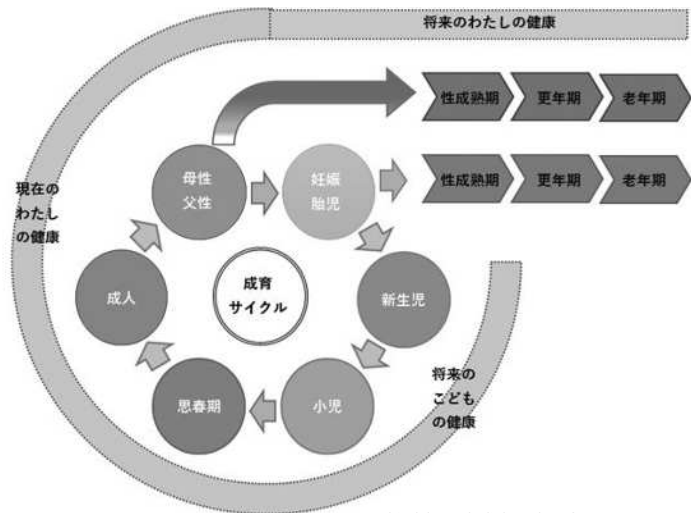 将来のわたしの健康
性成熟期
更年期
老年期
母性
父性
妊娠
胎児
性成熟期
更年期
老年期
現在の
わたし
の健康
成育
サイクル
成人
新生児
将来の
こども
の健康
思春期
小児